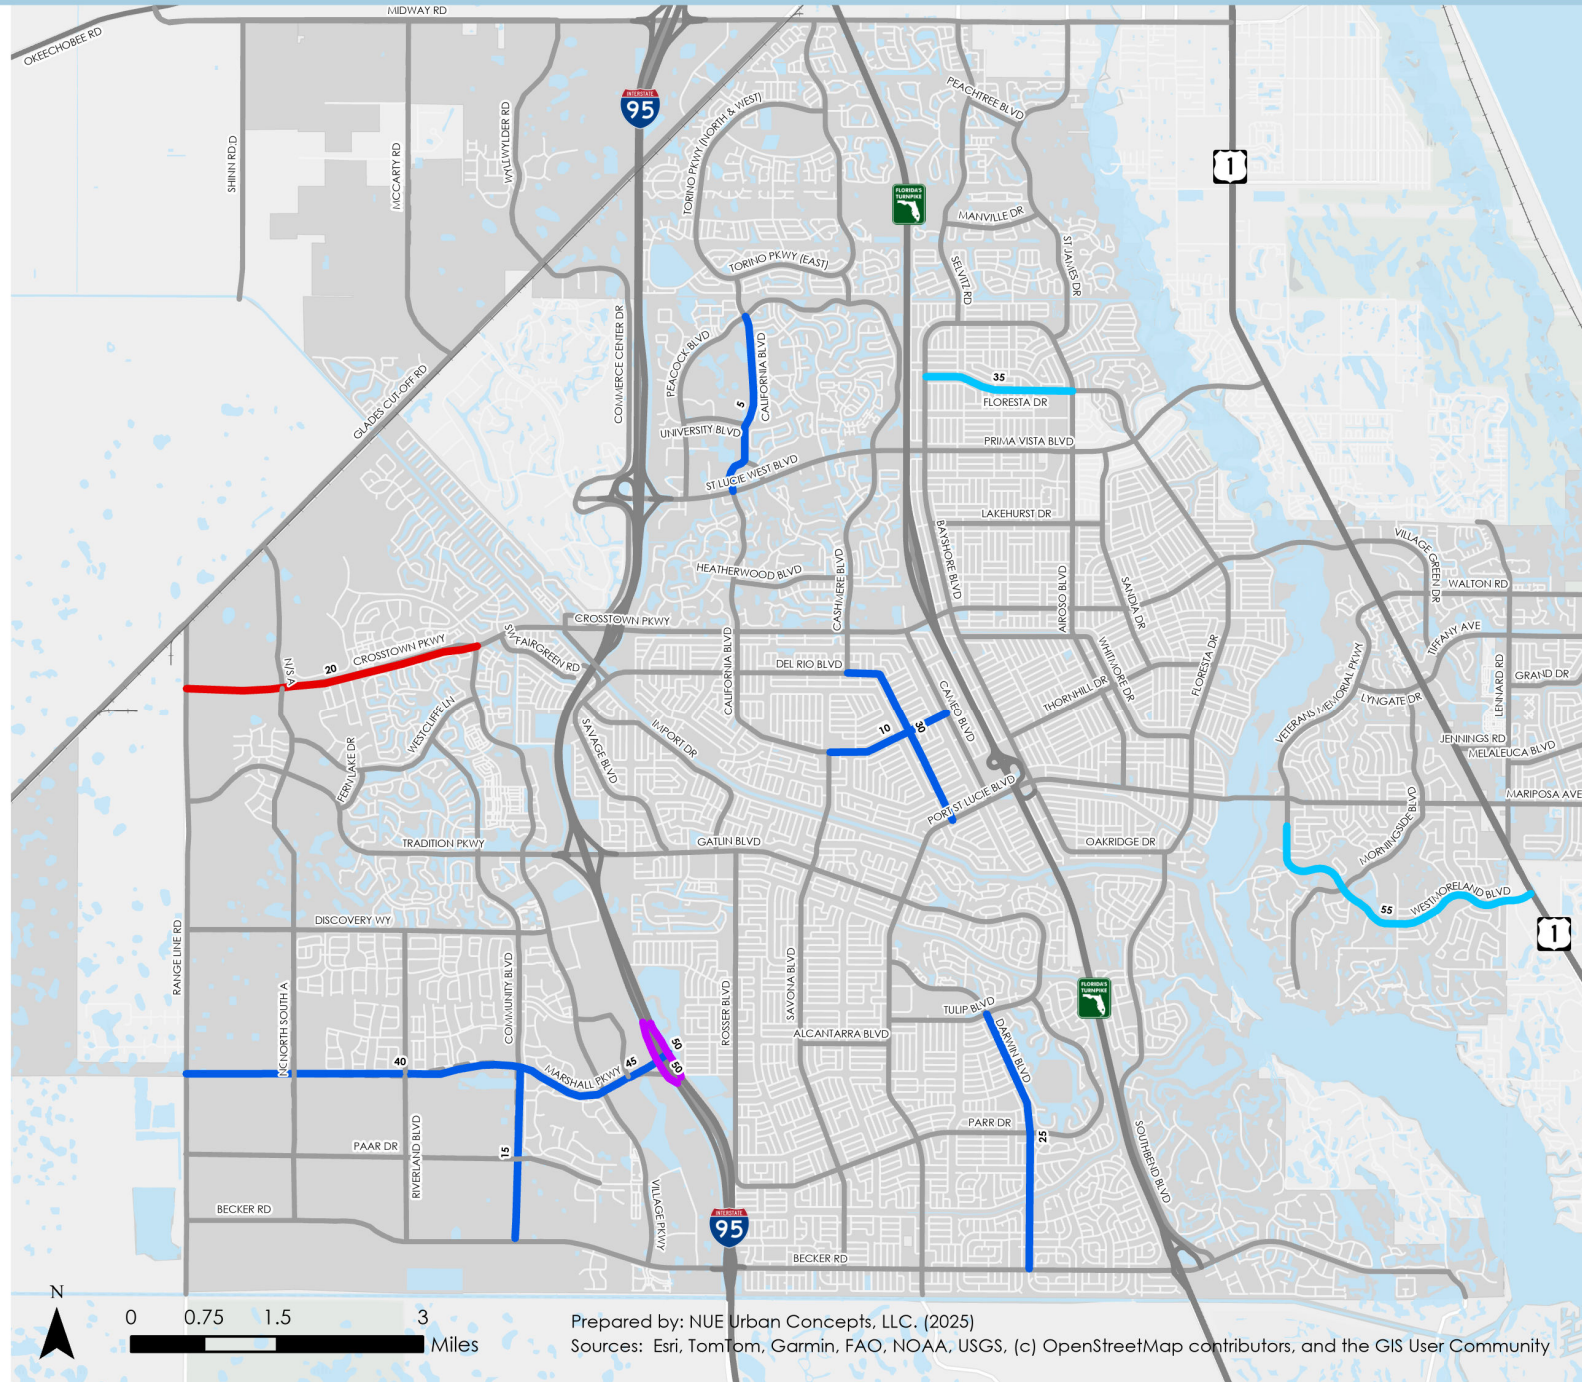 MIDWAY RD
OKEECHOBEE RD
INTERSTATE
95
PEACHTREE BLVD
SHINN RD;D
MCCARTY RD
WYLLWYLDER RD
TORINO PKWY (NORTH & WEST)
1
FLORIDA'S
TURNPIKE
MANVILLE DR
ST JAMES DR
SELVITZ RD
TORINO PKWY (EAST)
COMMERCE CENTER DR
PEACOCK BLVD
CALIFORNIA BLVD
5
35
FLORESTA DR
GLADES CUT-OFF RD
UNIVERSITY BLVD
PRIMA VISTA BLVD
ST LUCIE WEST BLVD
LAKEHURST DR
BAYSHORE BLVD
VILLAGE GREEN DR
HEATHERWOOD BLVD
CASHMERE BLVD
AIROSO BLVD
SANDIA DR
WALTON RD
CROSSTOWN PKWY
SW FAIRGREEN RD
CROSSTOWN PKWY
20
N/S A
TIFFANY AVE
CALIFORNIA BLVD
DEL RIO BLVD
WHITMORE DR
FLORESTA DR
THORNHILL DR
VETERANS MEMORIAL PKWY
LYNGATE DR
LENNARD RD
GRAND DR
WESTCLIFFE LN
CAMEO BLVD
10
30
SAVAGE BLVD
IMPORT DR
JENNINGS RD
MELALEUCA BLVD
FERNLAKE DR
PORT ST LUCIE BLVD
MARIPOSA AVE
MORNINGSIDE BLVD
TRADITION PKWY
GATLIN BLVD
OAKRIDGE DR
WESTMORELAND BLVD
55
DISCOVERY WY
1
RANGE LINE RD
COMMUNITY BLVD
SAVONA BLVD
ROSSER BLVD
FLORIDA'S
TURNPIKE
NCNORTH SOUTH A
TULIP BLVD
DARWIN BLVD
ALCANTARRA BLVD
50
50
40
45
MARSHALL PKWY
PARR DR
25
PAAR DR
15
RIVERLAND BLVD
SOUTHBEND BLVD
VILLAGE PKWY
BECKER RD
INTERSTATE
95
BECKER RD
N
0 0.75 1.5 3
Miles
Prepared by: NUE Urban Concepts, LLC. (2025)
Sources: Esri, TomTom, Garmin, FAO, NOAA, USGS, (c) OpenStreetMap contributors, and the GIS User Community